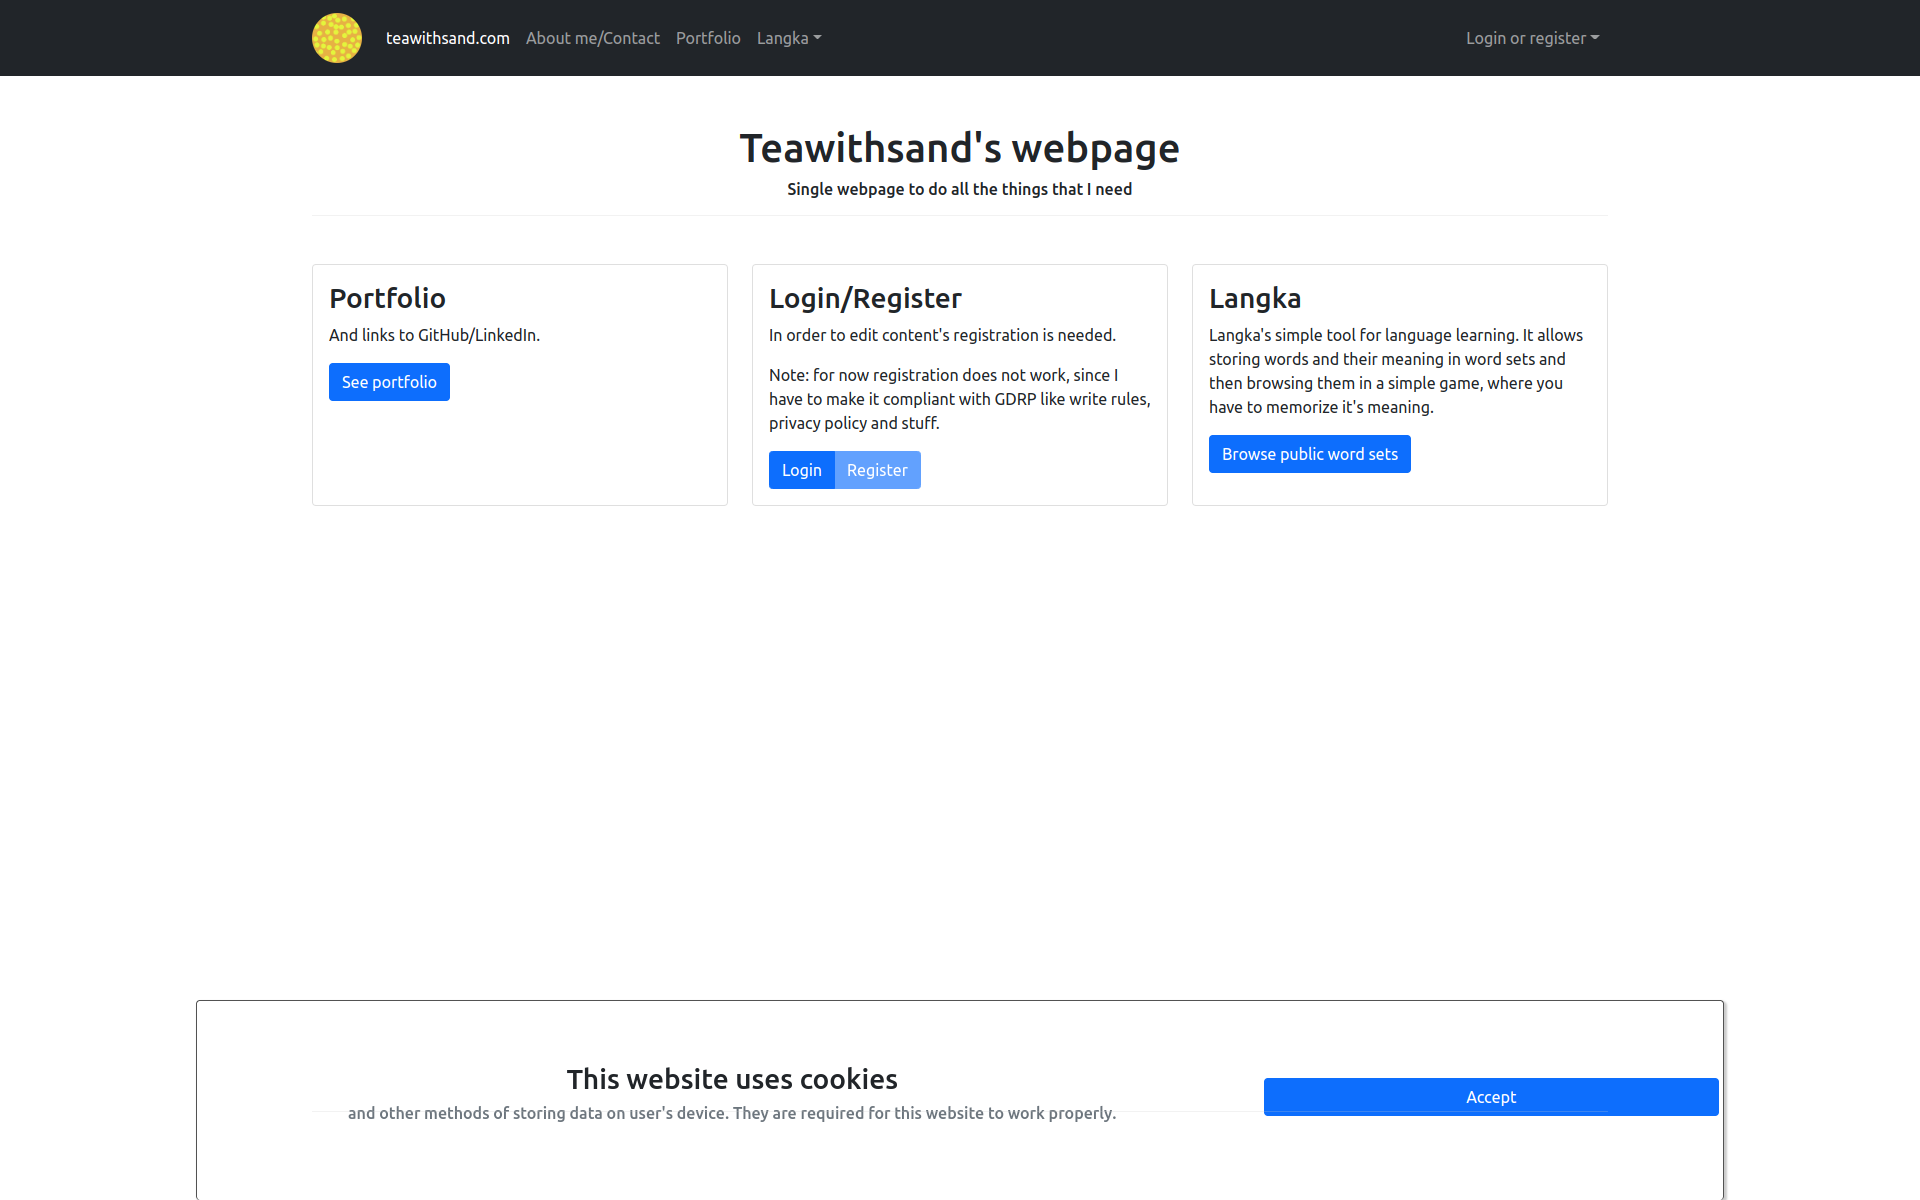 teawithsand.com About me/Contact Portfolio Langka Login or register
Teawithsand's webpage
Single webpage to do all the things that I need
Portfolio
And links to GitHub/LinkedIn.
See portfolio
Login/Register
In order to edit content's registration is needed.
Note: for now registration does not work, since I
have to make it compliant with GDRP like write rules,
privacy policy and stuff.
Login Register
Langka
Langka's simple tool for language learning. It allows
storing words and their meaning in word sets and
then browsing them in a simple game, where you
have to memorize it's meaning.
Browse public word sets
This website uses cookies
and other methods of storing data on user's device. They are required for this website to work properly.
Accept